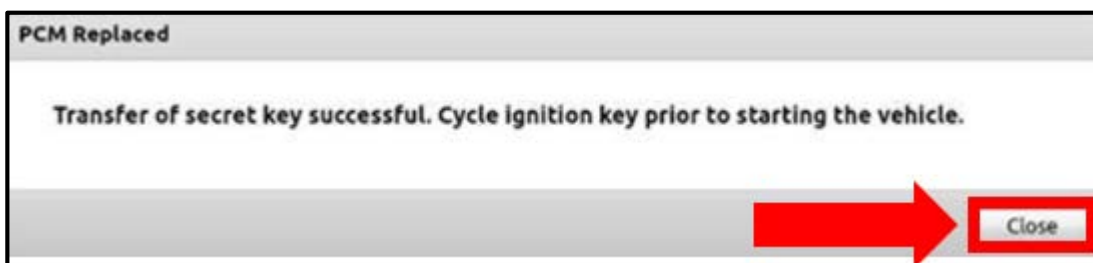 PCM Replaced
Transfer of secret key successful. Cycle ignition key prior to starting the vehicle.
Close